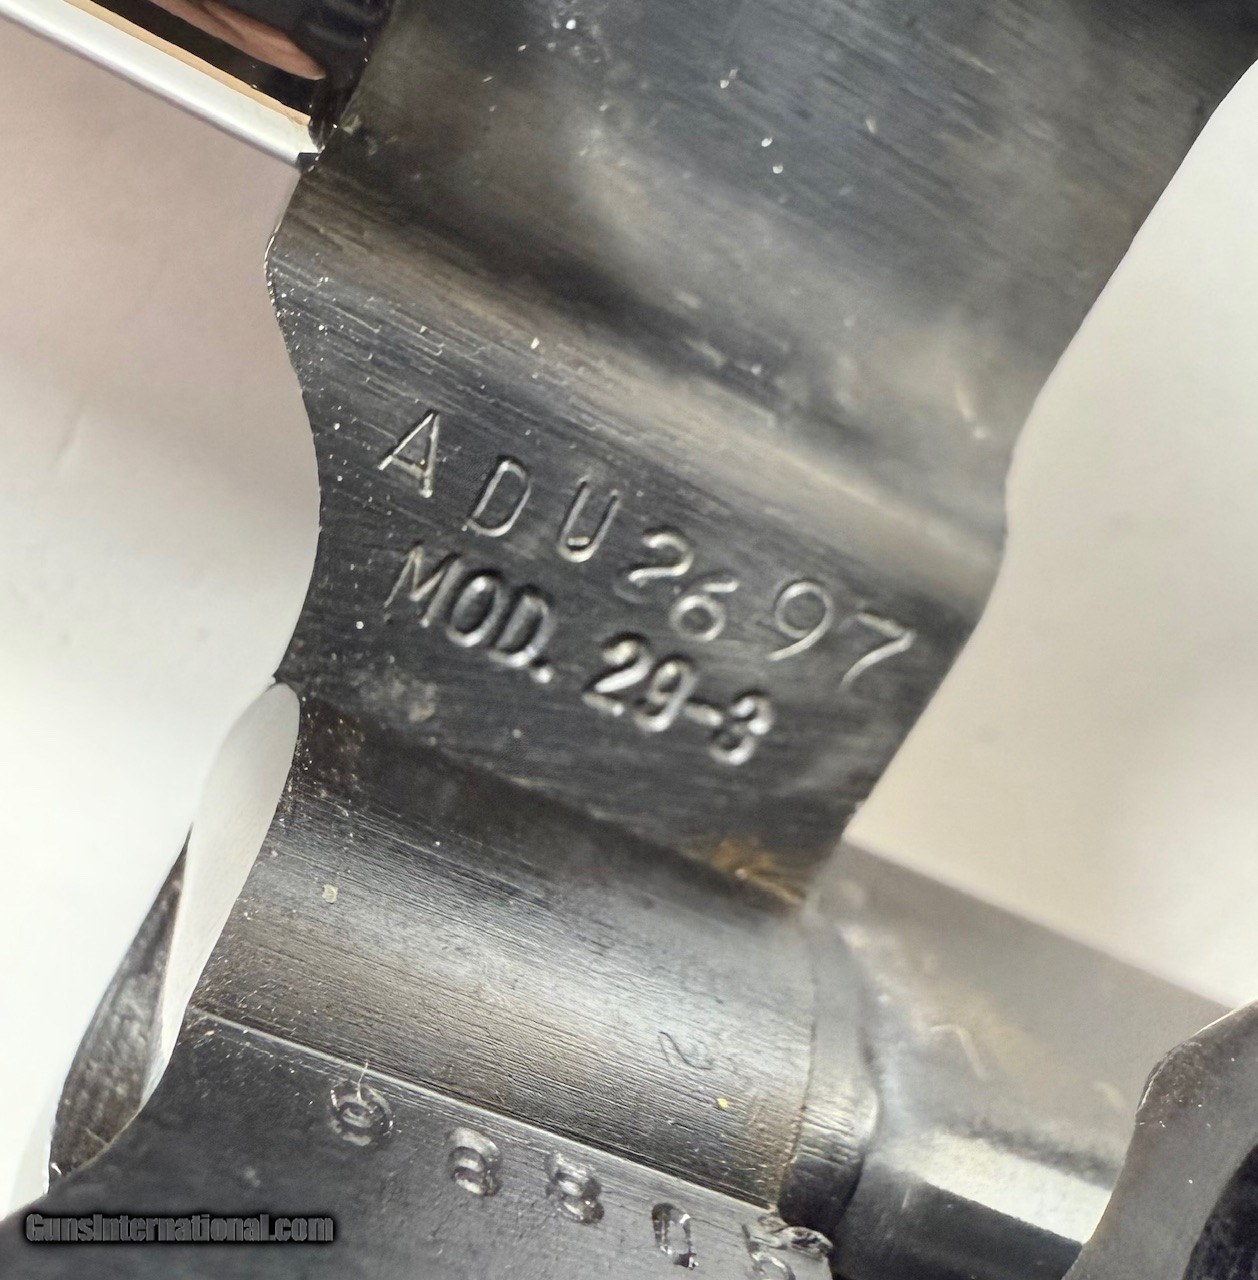 ADU2697
MOD. 29-3
GunsInternational.com